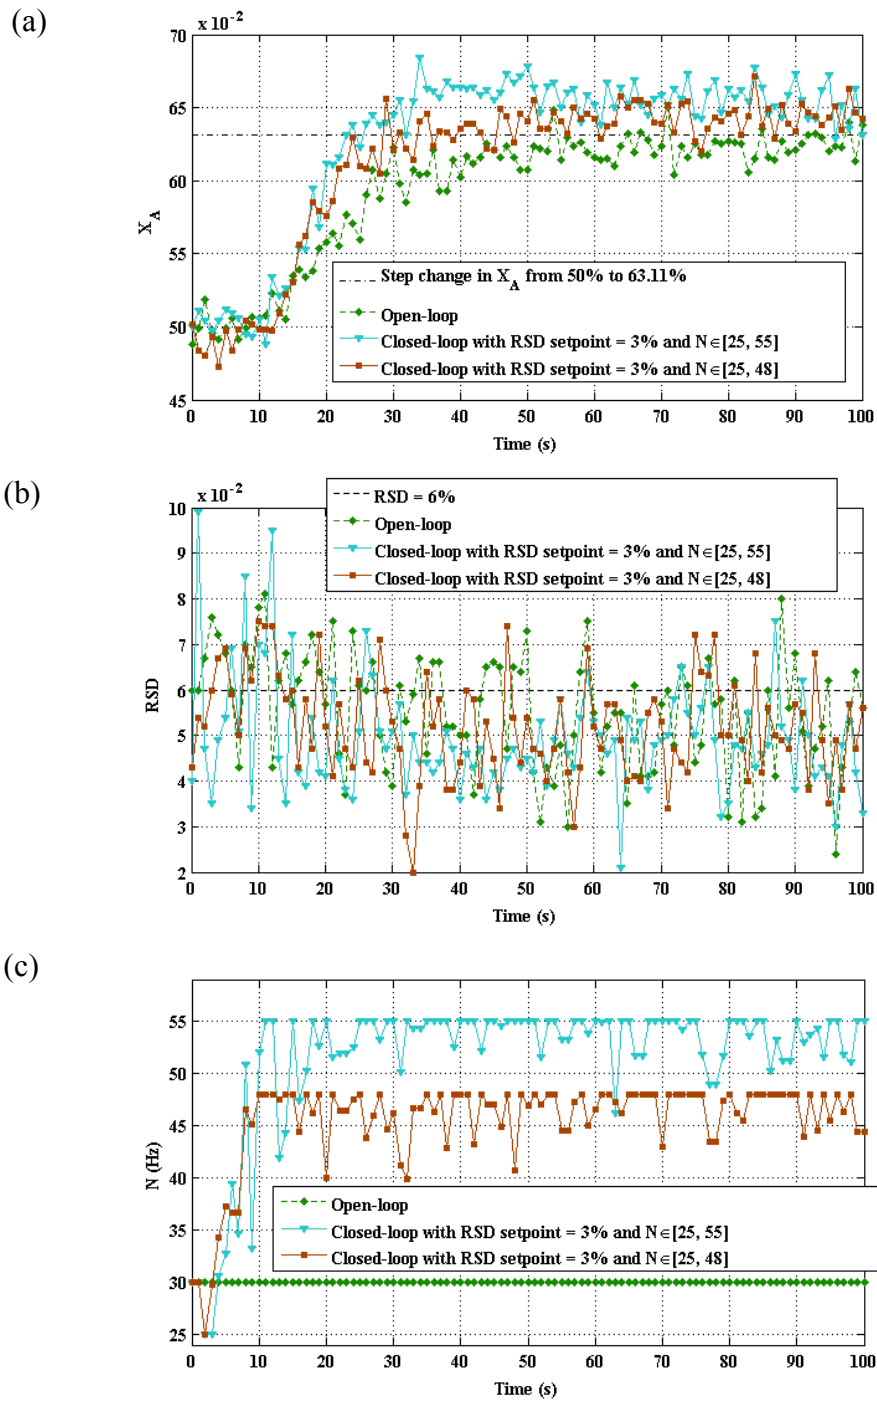 (a)
x 10-2
70
65
60
55
50
45
X_A
Step change in X_A from 50% to 63.11%
Open-loop
Closed-loop with RSD setpoint = 3% and N∈[25, 55]
Closed-loop with RSD setpoint = 3% and N∈[25, 48]
0 10 20 30 40 50 60 70 80 90 100
Time (s)
(b)
x 10-2
10
9
8
7
6
5
4
3
2
RSD
RSD = 6%
Open-loop
Closed-loop with RSD setpoint = 3% and N∈[25, 55]
Closed-loop with RSD setpoint = 3% and N∈[25, 48]
0 10 20 30 40 50 60 70 80 90 100
Time (s)
(c)
55
50
45
40
35
30
25
N (Hz)
Open-loop
Closed-loop with RSD setpoint = 3% and N∈[25, 55]
Closed-loop with RSD setpoint = 3% and N∈[25, 48]
0 10 20 30 40 50 60 70 80 90 100
Time (s)